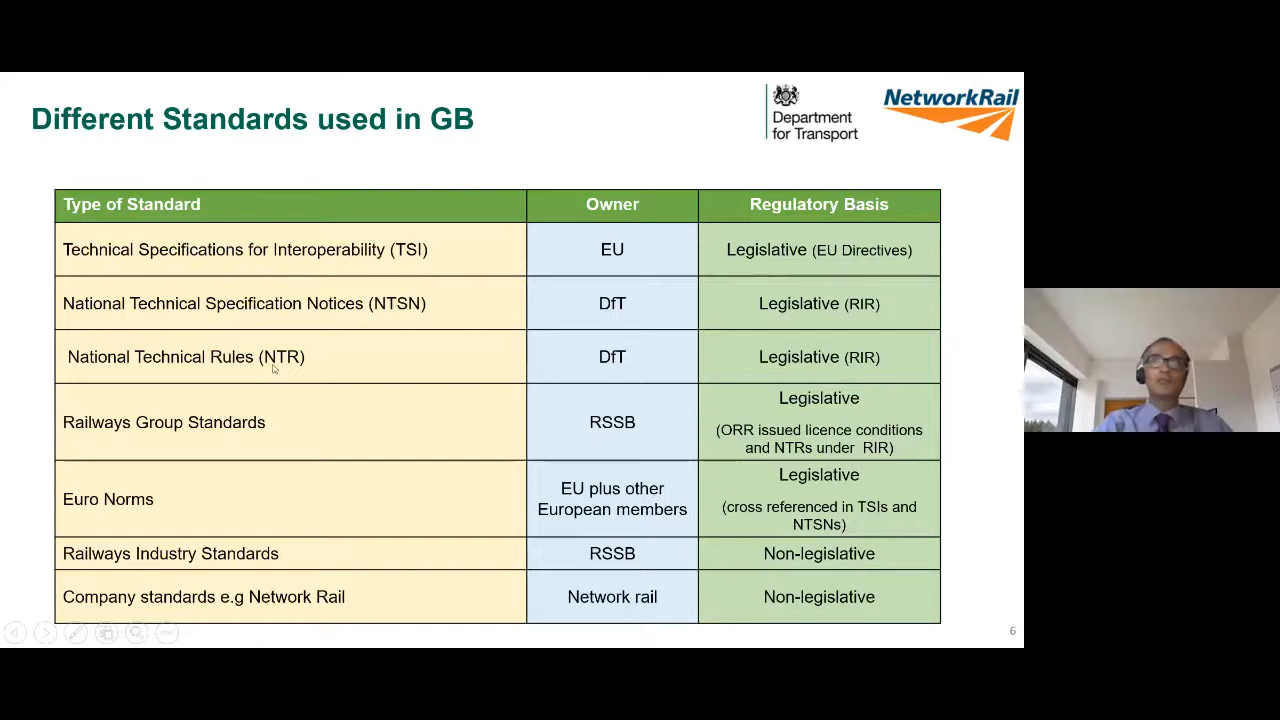 Different Standards used in GB
Department
for Transport
NetworkRail
Type of Standard
Owner
Regulatory Basis
Technical Specifications for Interoperability (TSI)
EU
Legislative (EU Directives)
National Technical Specification Notices (NTSN)
DfT
Legislative (RIR)
National Technical Rules (NTR)
DfT
Legislative (RIR)
Railways Group Standards
RSSB
Legislative
(ORR issued licence conditions
and NTRs under RIR)
Euro Norms
EU plus other
European members
Legislative
(cross referenced in TSIs and
NTSNs)
Railways Industry Standards
RSSB
Non-legislative
Company standards e.g Network Rail
Network rail
Non-legislative
6